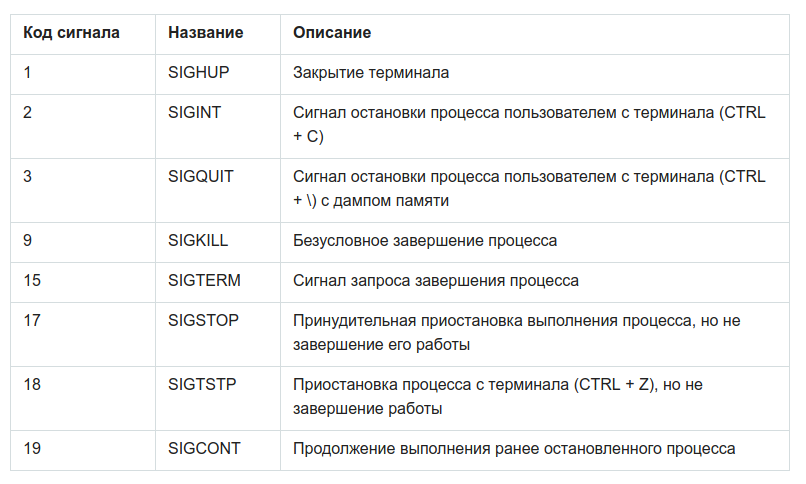 Код сигнала Название Описание
1 SIGHUP Закрытие терминала
2 SIGINT Сигнал остановки процесса пользователем с терминала (CTRL
+ C)
3 SIGQUIT Сигнал остановки процесса пользователем с терминала (CTRL
+ \) с дампом памяти
9 SIGKILL Безусловное завершение процесса
15 SIGTERM Сигнал запроса завершения процесса
17 SIGSTOP Принудительная приостановка выполнения процесса, но не
завершение его работы
18 SIGTSTP Приостановка процесса с терминала (CTRL + Z), но не
завершение работы
19 SIGCONT Продолжение выполнения ранее остановленного процесса